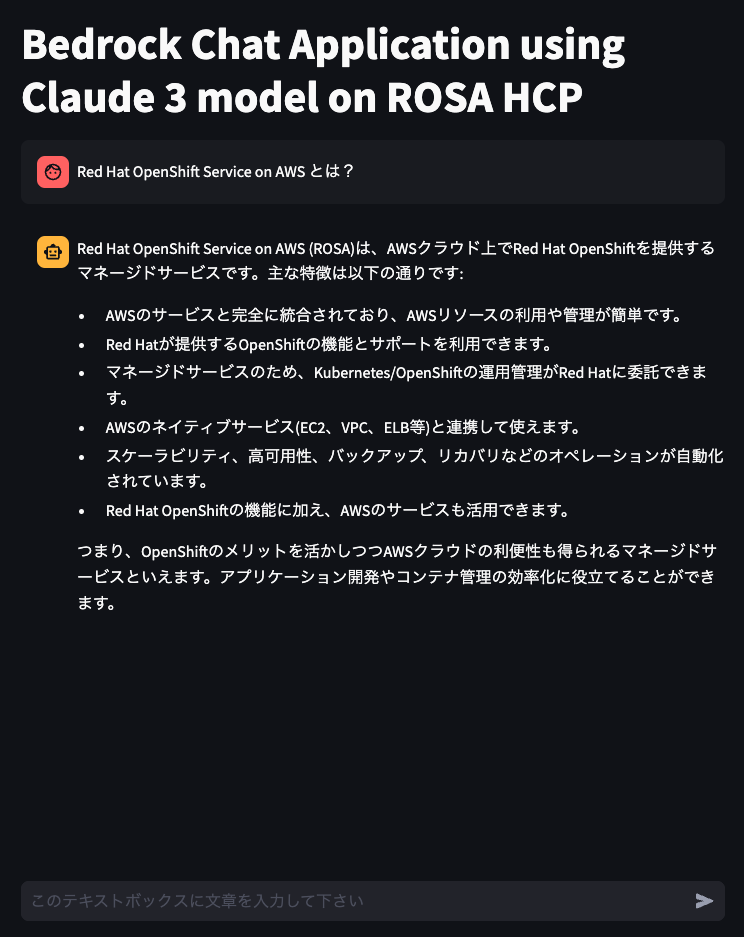 Bedrock Chat Application using
Claude 3 model on ROSA HCP
Red Hat OpenShift Service on AWS とは？
Red Hat OpenShift Service on AWS (ROSA)は、AWSクラウド上でRed Hat OpenShiftを提供する
マネージドサービスです。主な特徴は以下の通りです:
• AWSのサービスと完全に統合されており、AWSリソースの利用や管理が簡単です。
• Red Hatが提供するOpenShiftの機能とサポートを利用できます。
• マネージドサービスのため、Kubernetes/OpenShiftの運用管理がRed Hatに委託できま
す。
• AWSのネイティブサービス(EC2、VPC、ELB等)と連携して使えます。
• スケーラビリティ、高可用性、バックアップ、リカバリなどのオペレーションが自動化
されています。
• Red Hat OpenShiftの機能に加え、AWSのサービスも活用できます。
つまり、OpenShiftのメリットを活かしつつAWSクラウドの利便性も得られるマネージドサ
ービスといえます。アプリケーション開発やコンテナ管理の効率化に役立てることができ
ます。
このテキストボックスに文章を入力して下さい